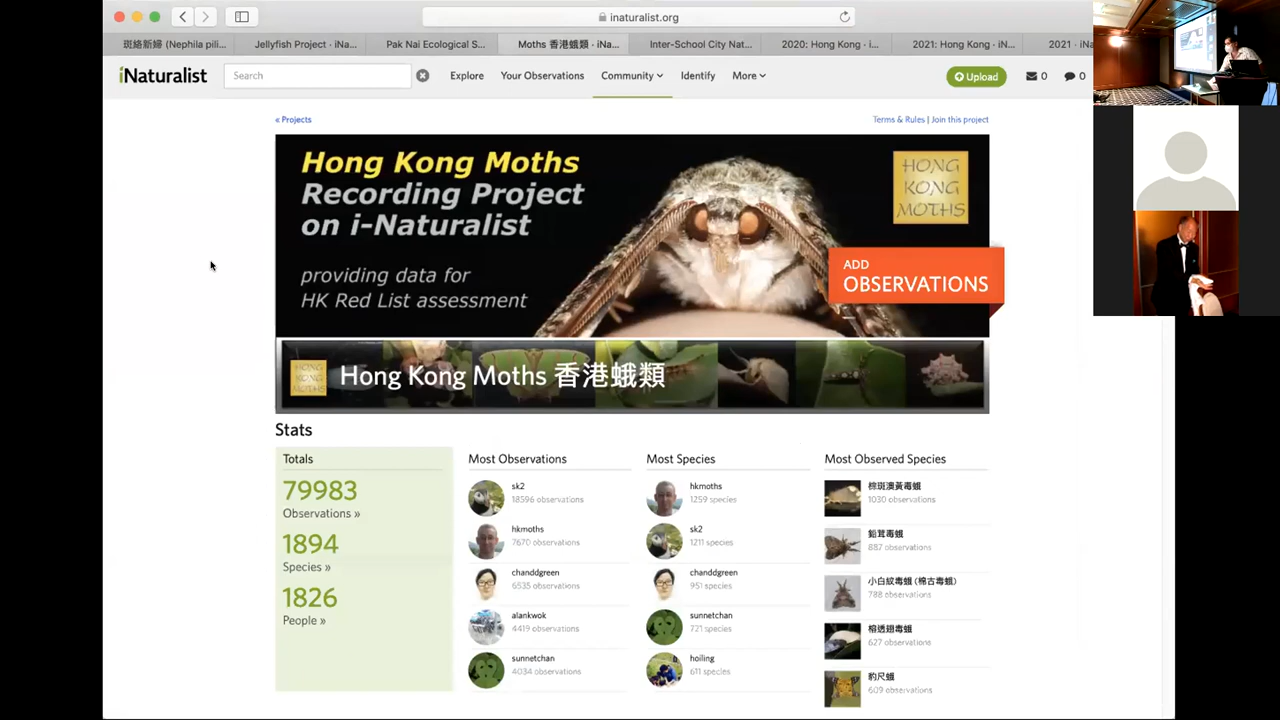 inaturalist.org
斑絡新婦 (Nephila pili...
Jellyfish Project · iNa...
Pak Nai Ecological S...
Moths 香港蛾類 · iNa...
Inter-School City Nat...
2020: Hong Kong · i...
2021: Hong Kong · iN...
2021 · iNa
iNaturalist
Search
Explore
Your Observations
Community
Identify
More
Upload
0
0
« Projects
Terms & Rules | Join this project
Hong Kong Moths
Recording Project
on i-Naturalist
providing data for
HK Red List assessment
HONG
KONG
MOTHS
ADD
OBSERVATIONS
HONG
KONG
MOTHS
Hong Kong Moths 香港蛾類
Stats
Totals
79983
Observations »
1894
Species »
1826
People »
Most Observations
sk2
18596 observations
hkmoths
7670 observations
chanddgreen
6535 observations
alankwok
4419 observations
sunnetchan
4034 observations
Most Species
hkmoths
1259 species
sk2
1211 species
chanddgreen
951 species
sunnetchan
721 species
hoiling
611 species
Most Observed Species
棕斑澳黃毒蛾
1030 observations
鉛茸毒蛾
887 observations
小白紋毒蛾 (棉古毒蛾)
788 observations
榕透翅毒蛾
627 observations
豹尺蛾
609 observations